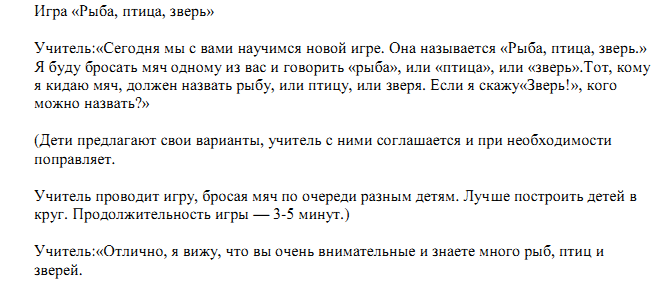 Игра «Рыба, птица, зверь»
Учитель:«Сегодня мы с вами научимся новой игре. Она называется «Рыба, птица, зверь.»
Я буду бросать мяч одному из вас и говорить «рыба», или «птица», или «зверь».Тот, кому
я кидаю мяч, должен назвать рыбу, или птицу, или зверя. Если я скажу«Зверь!», кого
можно назвать?»
(Дети предлагают свои варианты, учитель с ними соглашается и при необходимости
поправляет.
Учитель проводит игру, бросая мяч по очереди разным детям. Лучше построить детей в
круг. Продолжительность игры — 3-5 минут.)
Учитель:«Отлично, я вижу, что вы очень внимательные и знаете много рыб, птиц и
зверей.